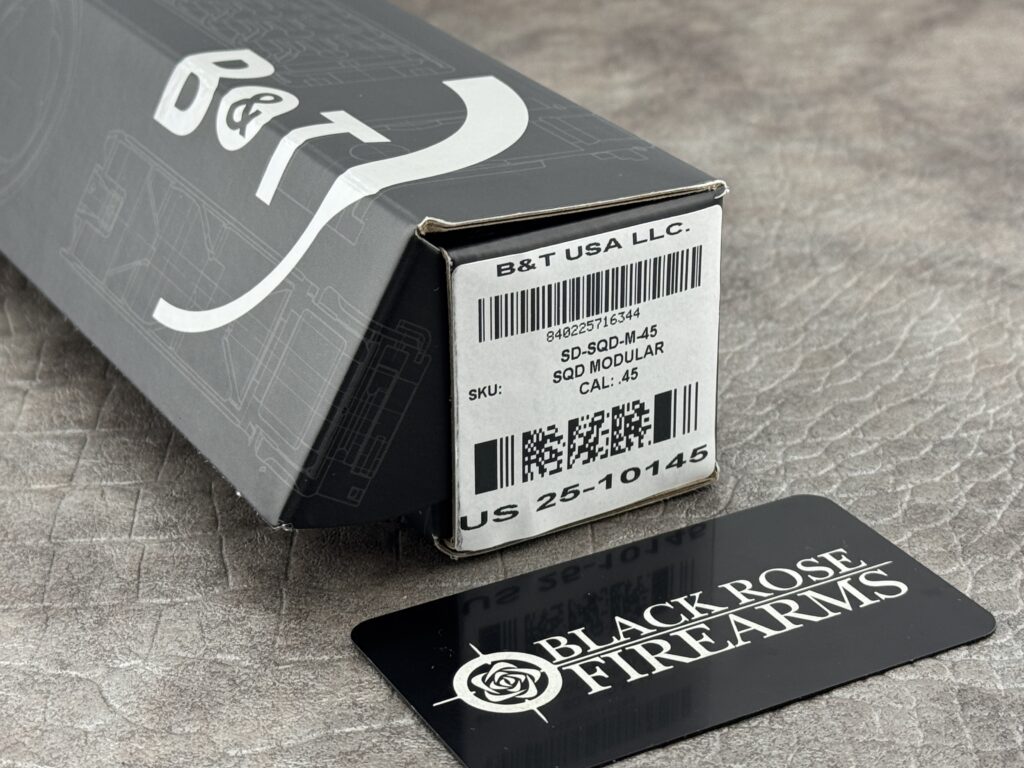 B&T
B&T USA LLC.
840225716344
SD-SQD-M-45
SQD MODULAR
SKU:
CAL: .45
US 25-10145
BLACK ROSE
FIREARMS